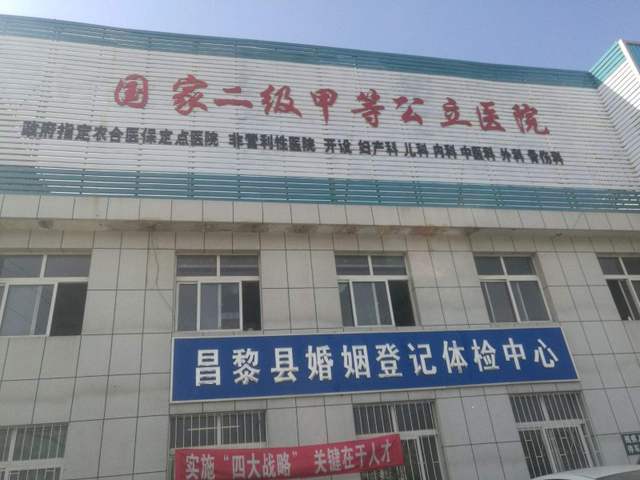 国家二级甲等公立医院
政府指定农合医保定点医院 非营利性医院 开设 妇产科 儿科 内科 中医科 外科 骨伤科
昌黎县婚姻登记体检中心
实施“四大战略” 关键在于人才